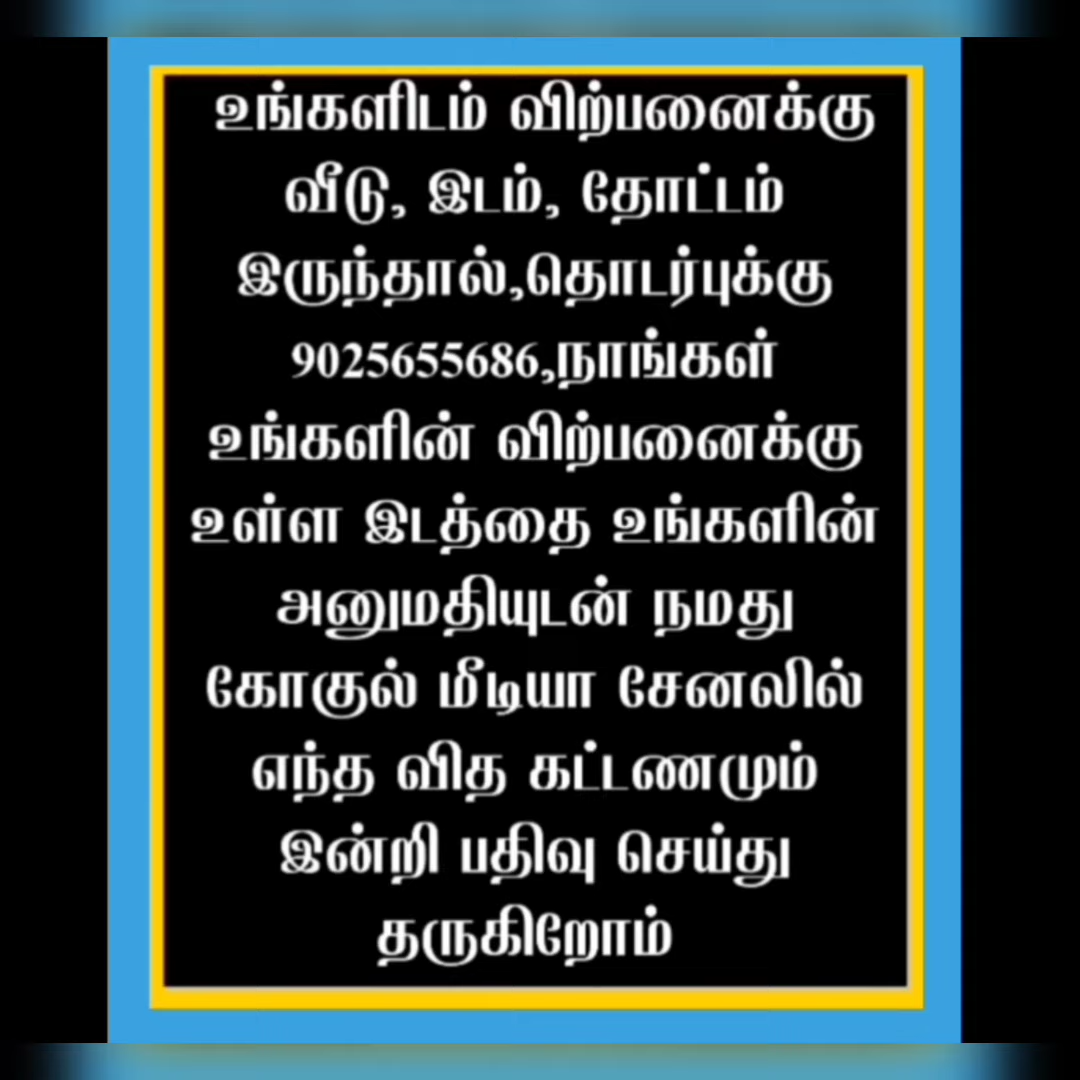 உங்களிடம் விற்பனைக்கு
வீடு, இடம், தோட்டம்
இருந்தால்,தொடர்புக்கு
9025655686,நாங்கள்
உங்களின் விற்பனைக்கு
உள்ள இடத்தை உங்களின்
அனுமதியுடன் நமது
கோகுல் மீடியா சேனலில்
எந்த வித கட்டணமும்
இன்றி பதிவு செய்து
தருகிறோம்